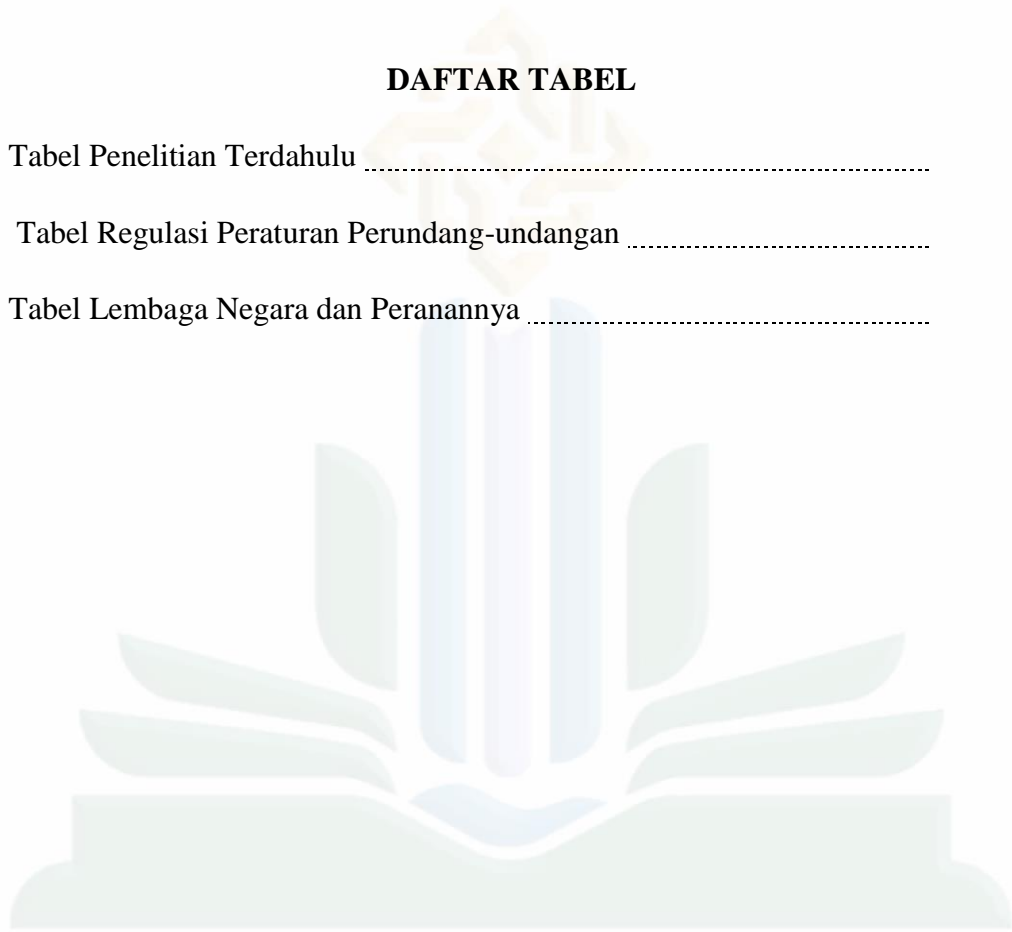 DAFTAR TABEL
Tabel Penelitian Terdahulu ................................................
Tabel Regulasi Peraturan Perundang-undangan ................................................
Tabel Lembaga Negara dan Peranannya ................................................